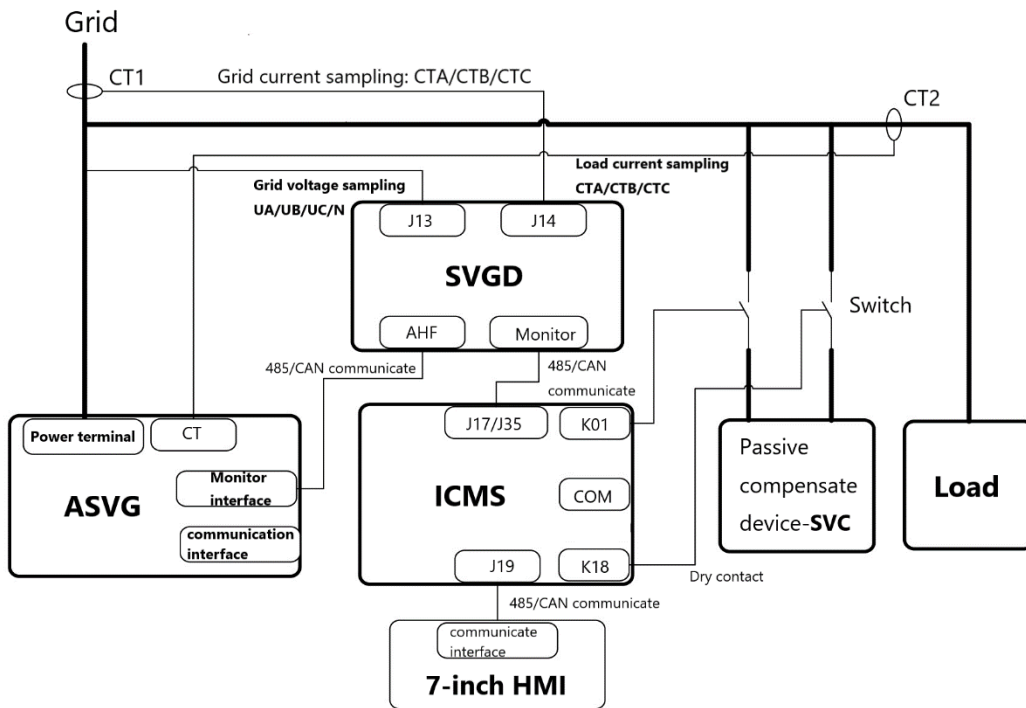 Grid
CT1
Grid current sampling: CTA/CTB/CTC
CT2
Grid voltage sampling
UA/UB/UC/N
Load current sampling
CTA/CTB/CTC
J13
J14
SVGD
AHF
Monitor
Switch
485/CAN communicate
485/CAN
communicate
Power terminal
CT
Monitor
interface
ASVG
communication
interface
J17/J35
K01
ICMS
COM
J19
K18
Passive
compensate
device-SVC
Load
Dry contact
485/CAN communicate
communicate
interface
7-inch HMI